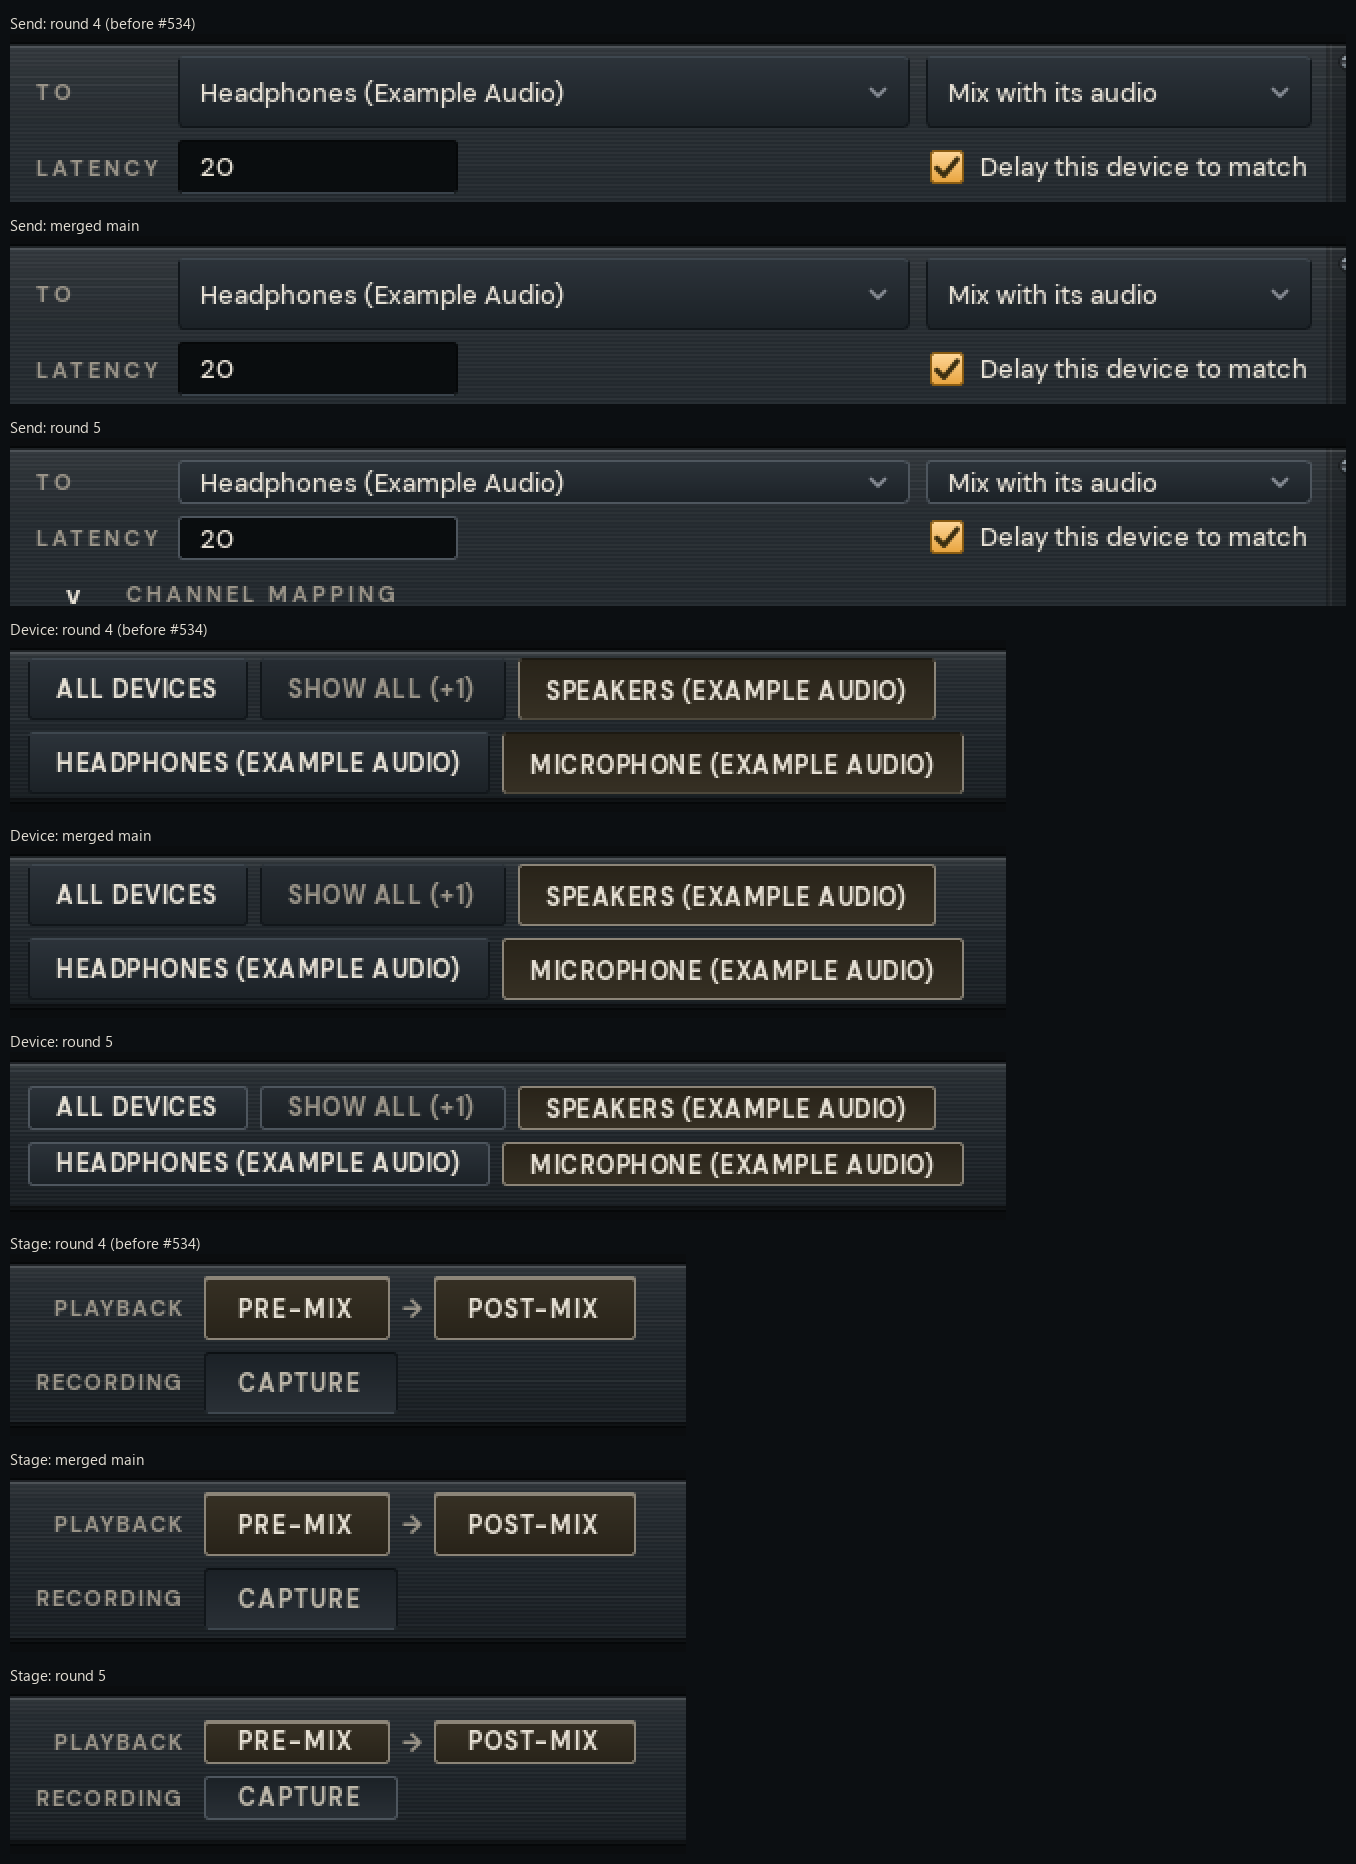 Send: round 4 (before #534)
TO Headphones (Example Audio) Mix with its audio
LATENCY 20 Delay this device to match
Send: merged main
TO Headphones (Example Audio) Mix with its audio
LATENCY 20 Delay this device to match
Send: round 5
TO Headphones (Example Audio) Mix with its audio
LATENCY 20 Delay this device to match
v CHANNEL MAPPING
Device: round 4 (before #534)
ALL DEVICES SHOW ALL (+1) SPEAKERS (EXAMPLE AUDIO)
HEADPHONES (EXAMPLE AUDIO) MICROPHONE (EXAMPLE AUDIO)
Device: merged main
ALL DEVICES SHOW ALL (+1) SPEAKERS (EXAMPLE AUDIO)
HEADPHONES (EXAMPLE AUDIO) MICROPHONE (EXAMPLE AUDIO)
Device: round 5
ALL DEVICES SHOW ALL (+1) SPEAKERS (EXAMPLE AUDIO)
HEADPHONES (EXAMPLE AUDIO) MICROPHONE (EXAMPLE AUDIO)
Stage: round 4 (before #534)
PLAYBACK PRE-MIX → POST-MIX
RECORDING CAPTURE
Stage: merged main
PLAYBACK PRE-MIX → POST-MIX
RECORDING CAPTURE
Stage: round 5
PLAYBACK PRE-MIX → POST-MIX
RECORDING CAPTURE